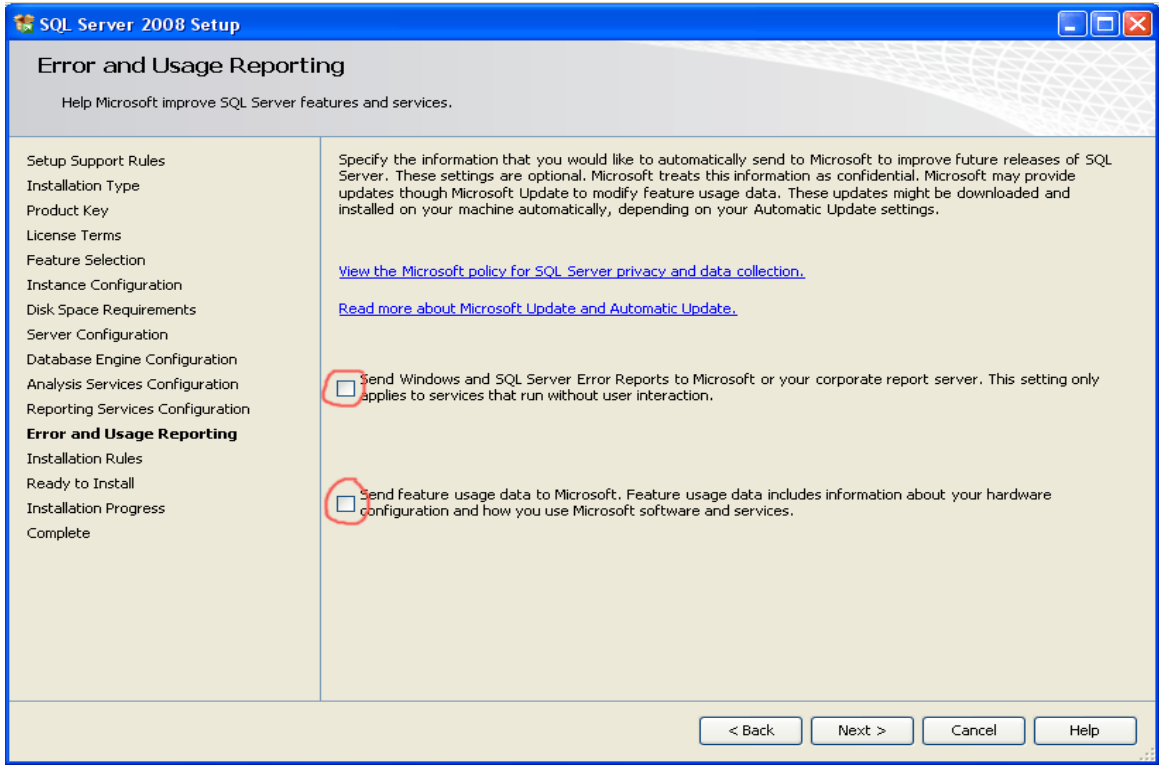 SQL Server 2008 Setup
Error and Usage Reporting
Help Microsoft improve SQL Server features and services.
Setup Support Rules
Installation Type
Product Key
License Terms
Feature Selection
Instance Configuration
Disk Space Requirements
Server Configuration
Database Engine Configuration
Analysis Services Configuration
Reporting Services Configuration
Error and Usage Reporting
Installation Rules
Ready to Install
Installation Progress
Complete
Specify the information that you would like to automatically send to Microsoft to improve future releases of SQL
Server. These settings are optional. Microsoft treats this information as confidential. Microsoft may provide
updates though Microsoft Update to modify feature usage data. These updates might be downloaded and
installed on your machine automatically, depending on your Automatic Update settings.
View the Microsoft policy for SQL Server privacy and data collection.
Read more about Microsoft Update and Automatic Update.
Send Windows and SQL Server Error Reports to Microsoft or your corporate report server. This setting only
applies to services that run without user interaction.
Send feature usage data to Microsoft. Feature usage data includes information about your hardware
configuration and how you use Microsoft software and services.
< Back
Next >
Cancel
Help